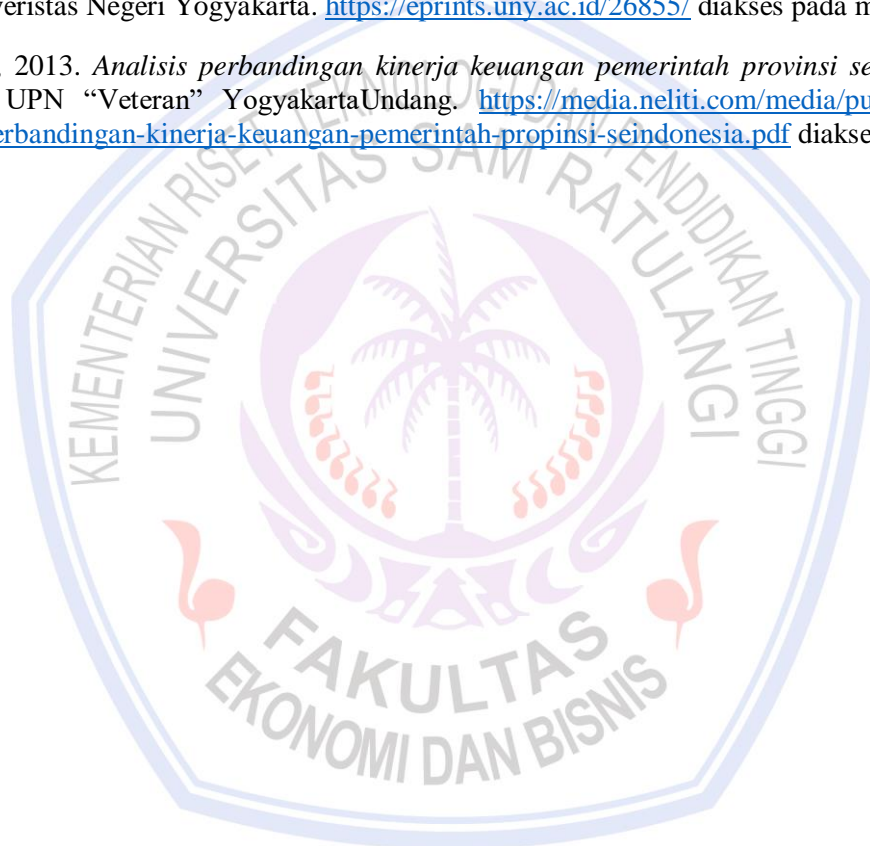 veristas Negeri Yogyakarta. https://eprints.uny.ac.id/26855/ diakses pada m
, 2013. Analisis perbandingan kinerja keuangan pemerintah provinsi se
UPN “Veteran” YogyakartaUndang. https://media.neliti.com/media/pu
erbandingan-kinerja-keuangan-pemerintah-propinsi-seindonesia.pdf diakse
KEMENTERIAN RISET TEKNOLOGI DAN PENDIDIKAN TINGGI
UNIVERSITAS SAM RATULANGI
FAKULTAS
EKONOMI DAN BISNIS